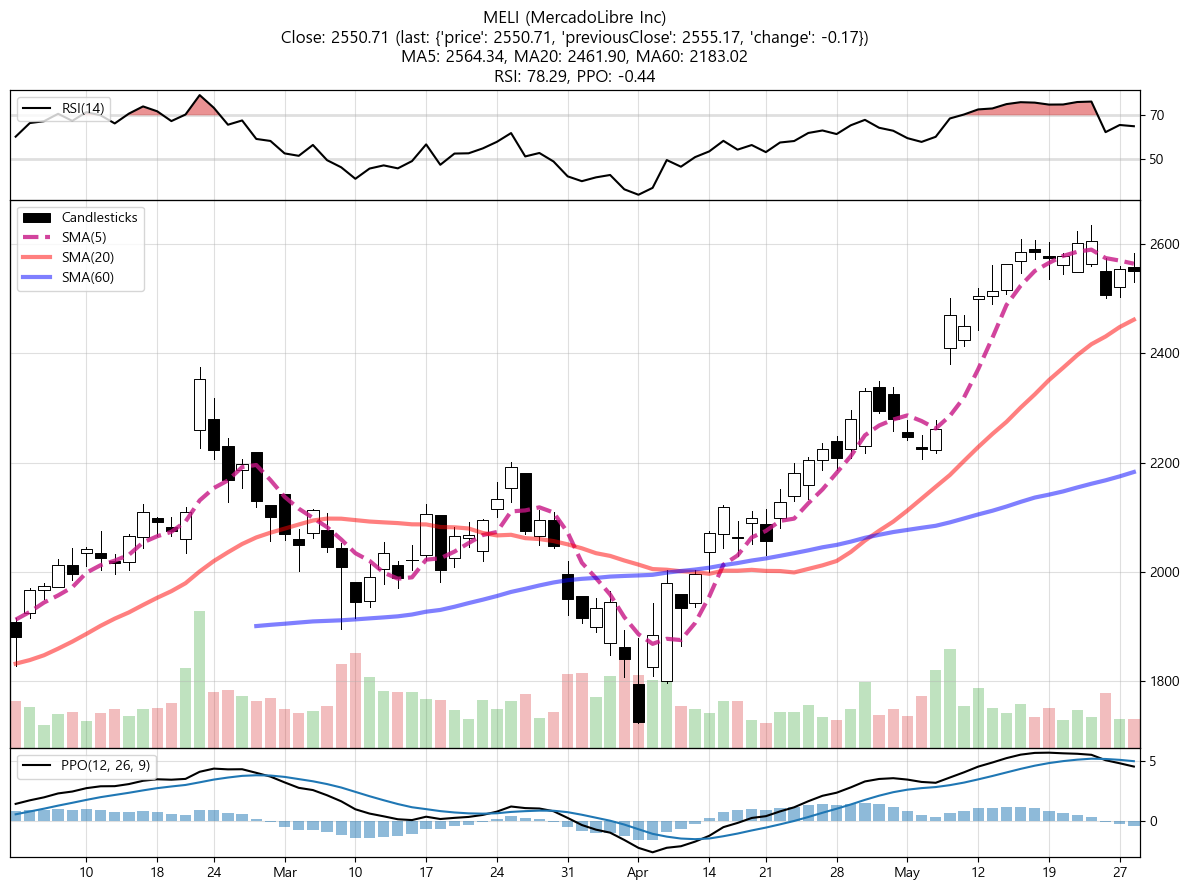 MELI (MercadoLibre Inc)
Close: 2550.71 (last: {'price': 2550.71, 'previousClose': 2555.17, 'change': -0.17})
MA5: 2564.34, MA20: 2461.90, MA60: 2183.02
RSI: 78.29, PPO: -0.44
RSI(14)
70
50
Candlesticks
SMA(5)
SMA(20)
SMA(60)
2600
2400
2200
2000
1800
PPO(12, 26, 9)
5
0
10 18 24 Mar 10 17 24 31 Apr 14 21 28 May 12 19 27